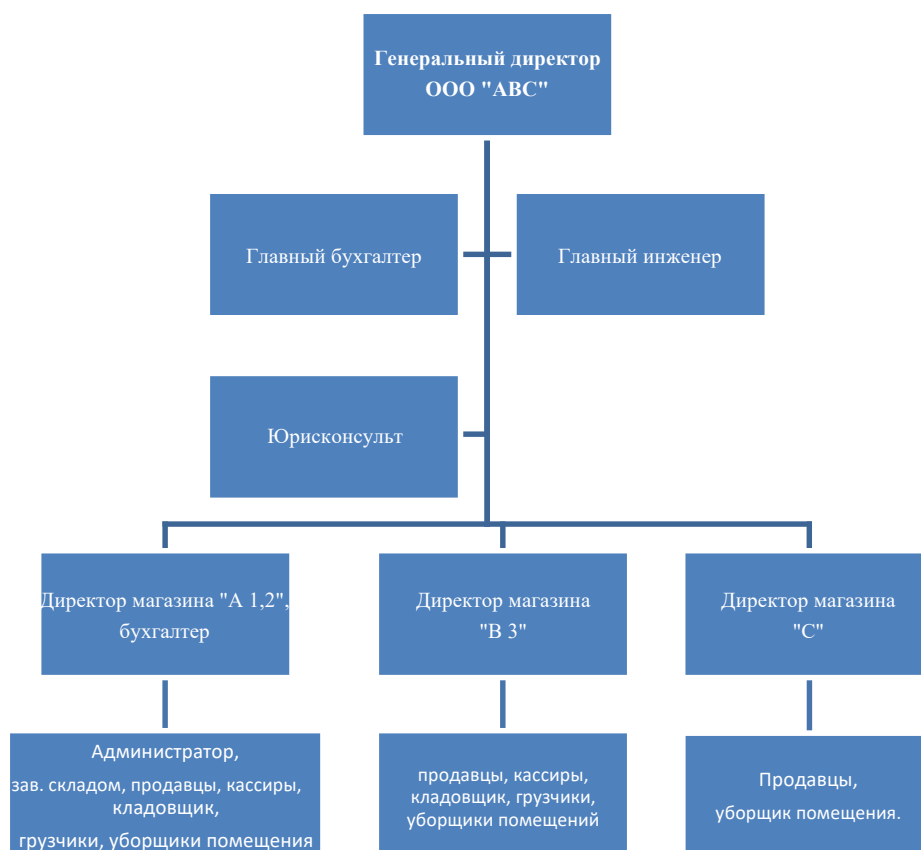 Генеральный директор
ООО "АВС"
Главный бухгалтер
Главный инженер
Юрисконсульт
Директор магазина "А 1,2",
бухгалтер
Директор магазина
"В 3"
Директор магазина
"С"
Администратор,
зав. складом, продавцы, кассиры,
кладовщик,
грузчики, уборщики помещения
продавцы, кассиры,
кладовщик, грузчики,
уборщики помещений
Продавцы,
уборщик помещения.